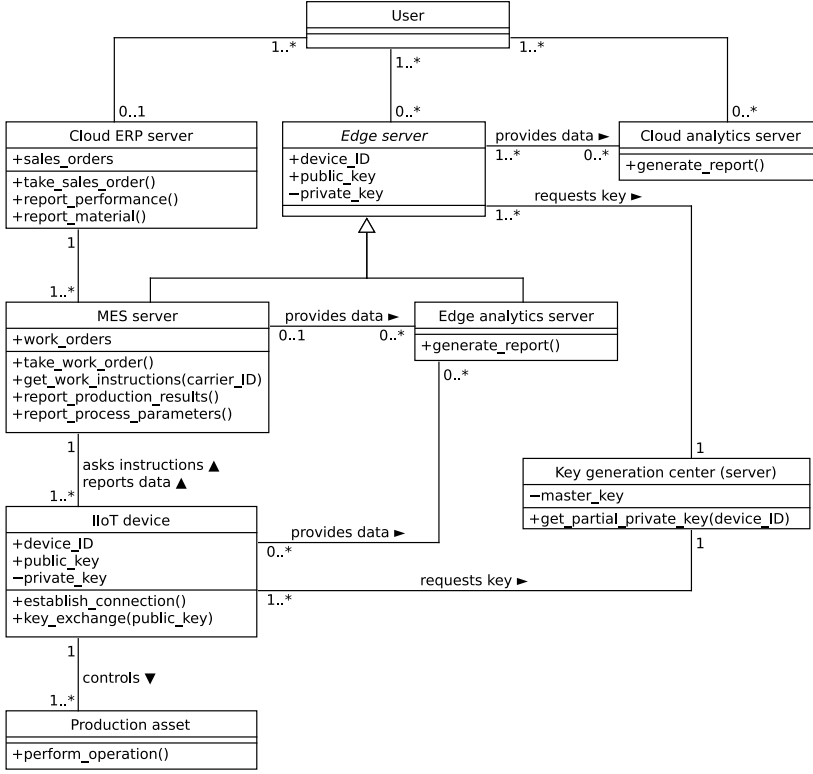 User
1..*
1..*
1..*
0..1
0..*
0..*
Cloud ERP server
+sales_orders
+take_sales_order()
+report_performance()
+report_material()
Edge server
+device_ID
+public_key
−private_key
provides data ►
1..*
0..*
Cloud analytics server
+generate_report()
requests key ►
1..*
1
1..*
MES server
+work_orders
+take_work_order()
+get_work_instructions(carrier_ID)
+report_production_results()
+report_process_parameters()
provides data ►
0..1
0..*
Edge analytics server
+generate_report()
0..*
1
asks instructions ▲
reports data ▲
1..*
1
Key generation center (server)
−master_key
+get_partial_private_key(device_ID)
1
IIoT device
+device_ID
+public_key
−private_key
+establish_connection()
+key_exchange(public_key)
provides data ►
0..*
requests key ►
1..*
1
controls ▼
1..*
Production asset
+perform_operation()